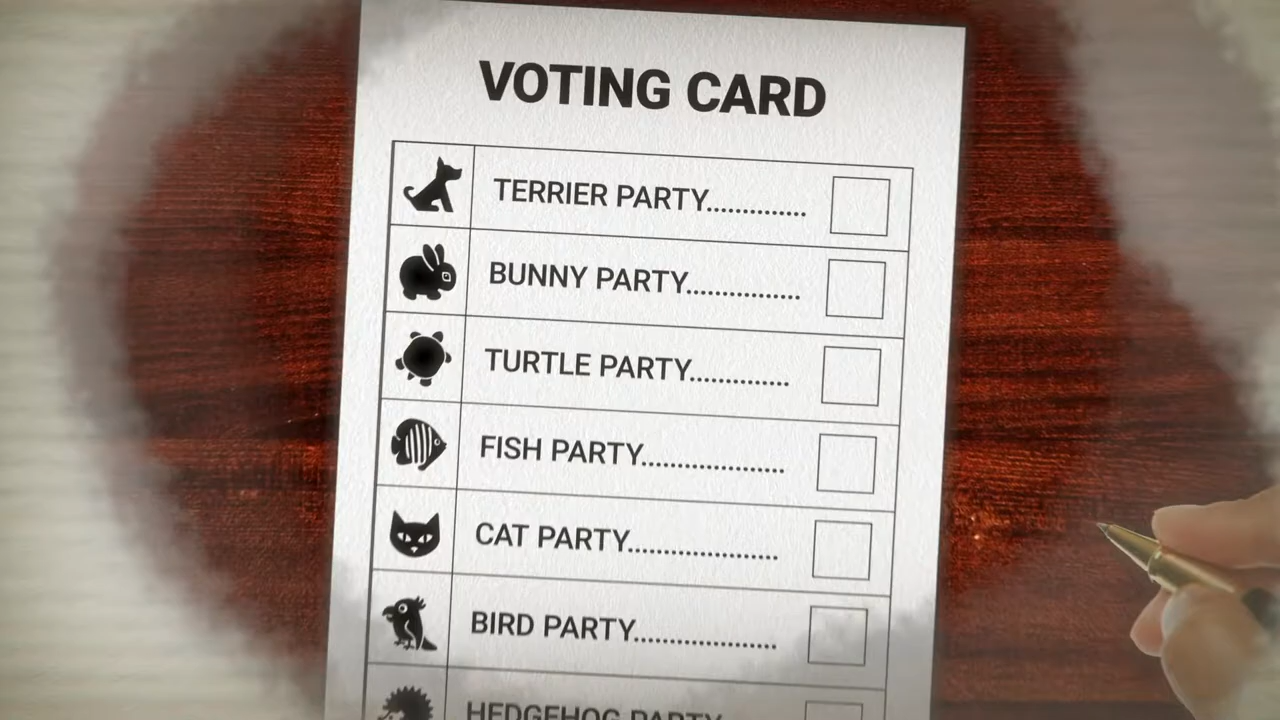 VOTING CARD
TERRIER PARTY..............
BUNNY PARTY................
TURTLE PARTY..............
FISH PARTY....................
CAT PARTY.....................
BIRD PARTY....................
HEDGEHOG PARTY